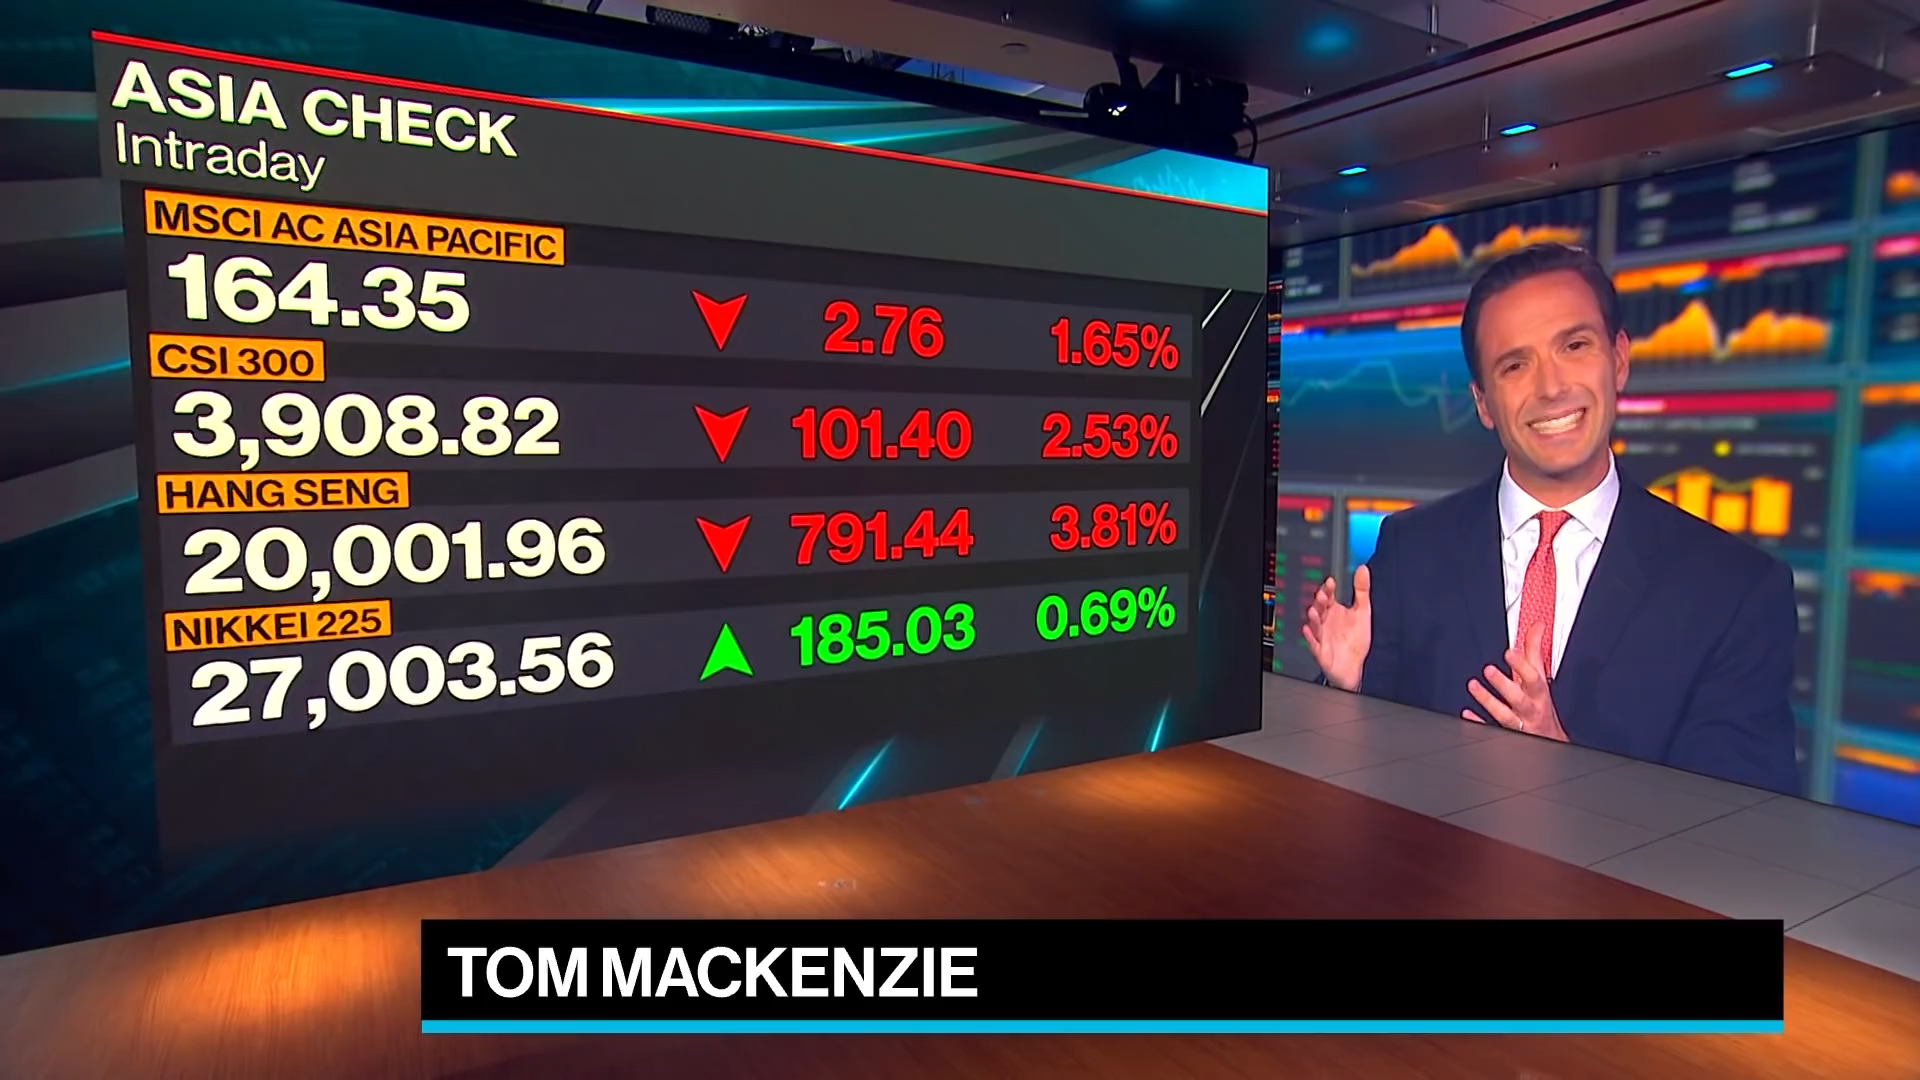 ASIA CHECK
Intraday
MSCI AC ASIA PACIFIC
164.35 2.76 1.65%
CSI 300
3,908.82 101.40 2.53%
HANG SENG
20,001.96 791.44 3.81%
NIKKEI 225
27,003.56 185.03 0.69%
TOM MACKENZIE